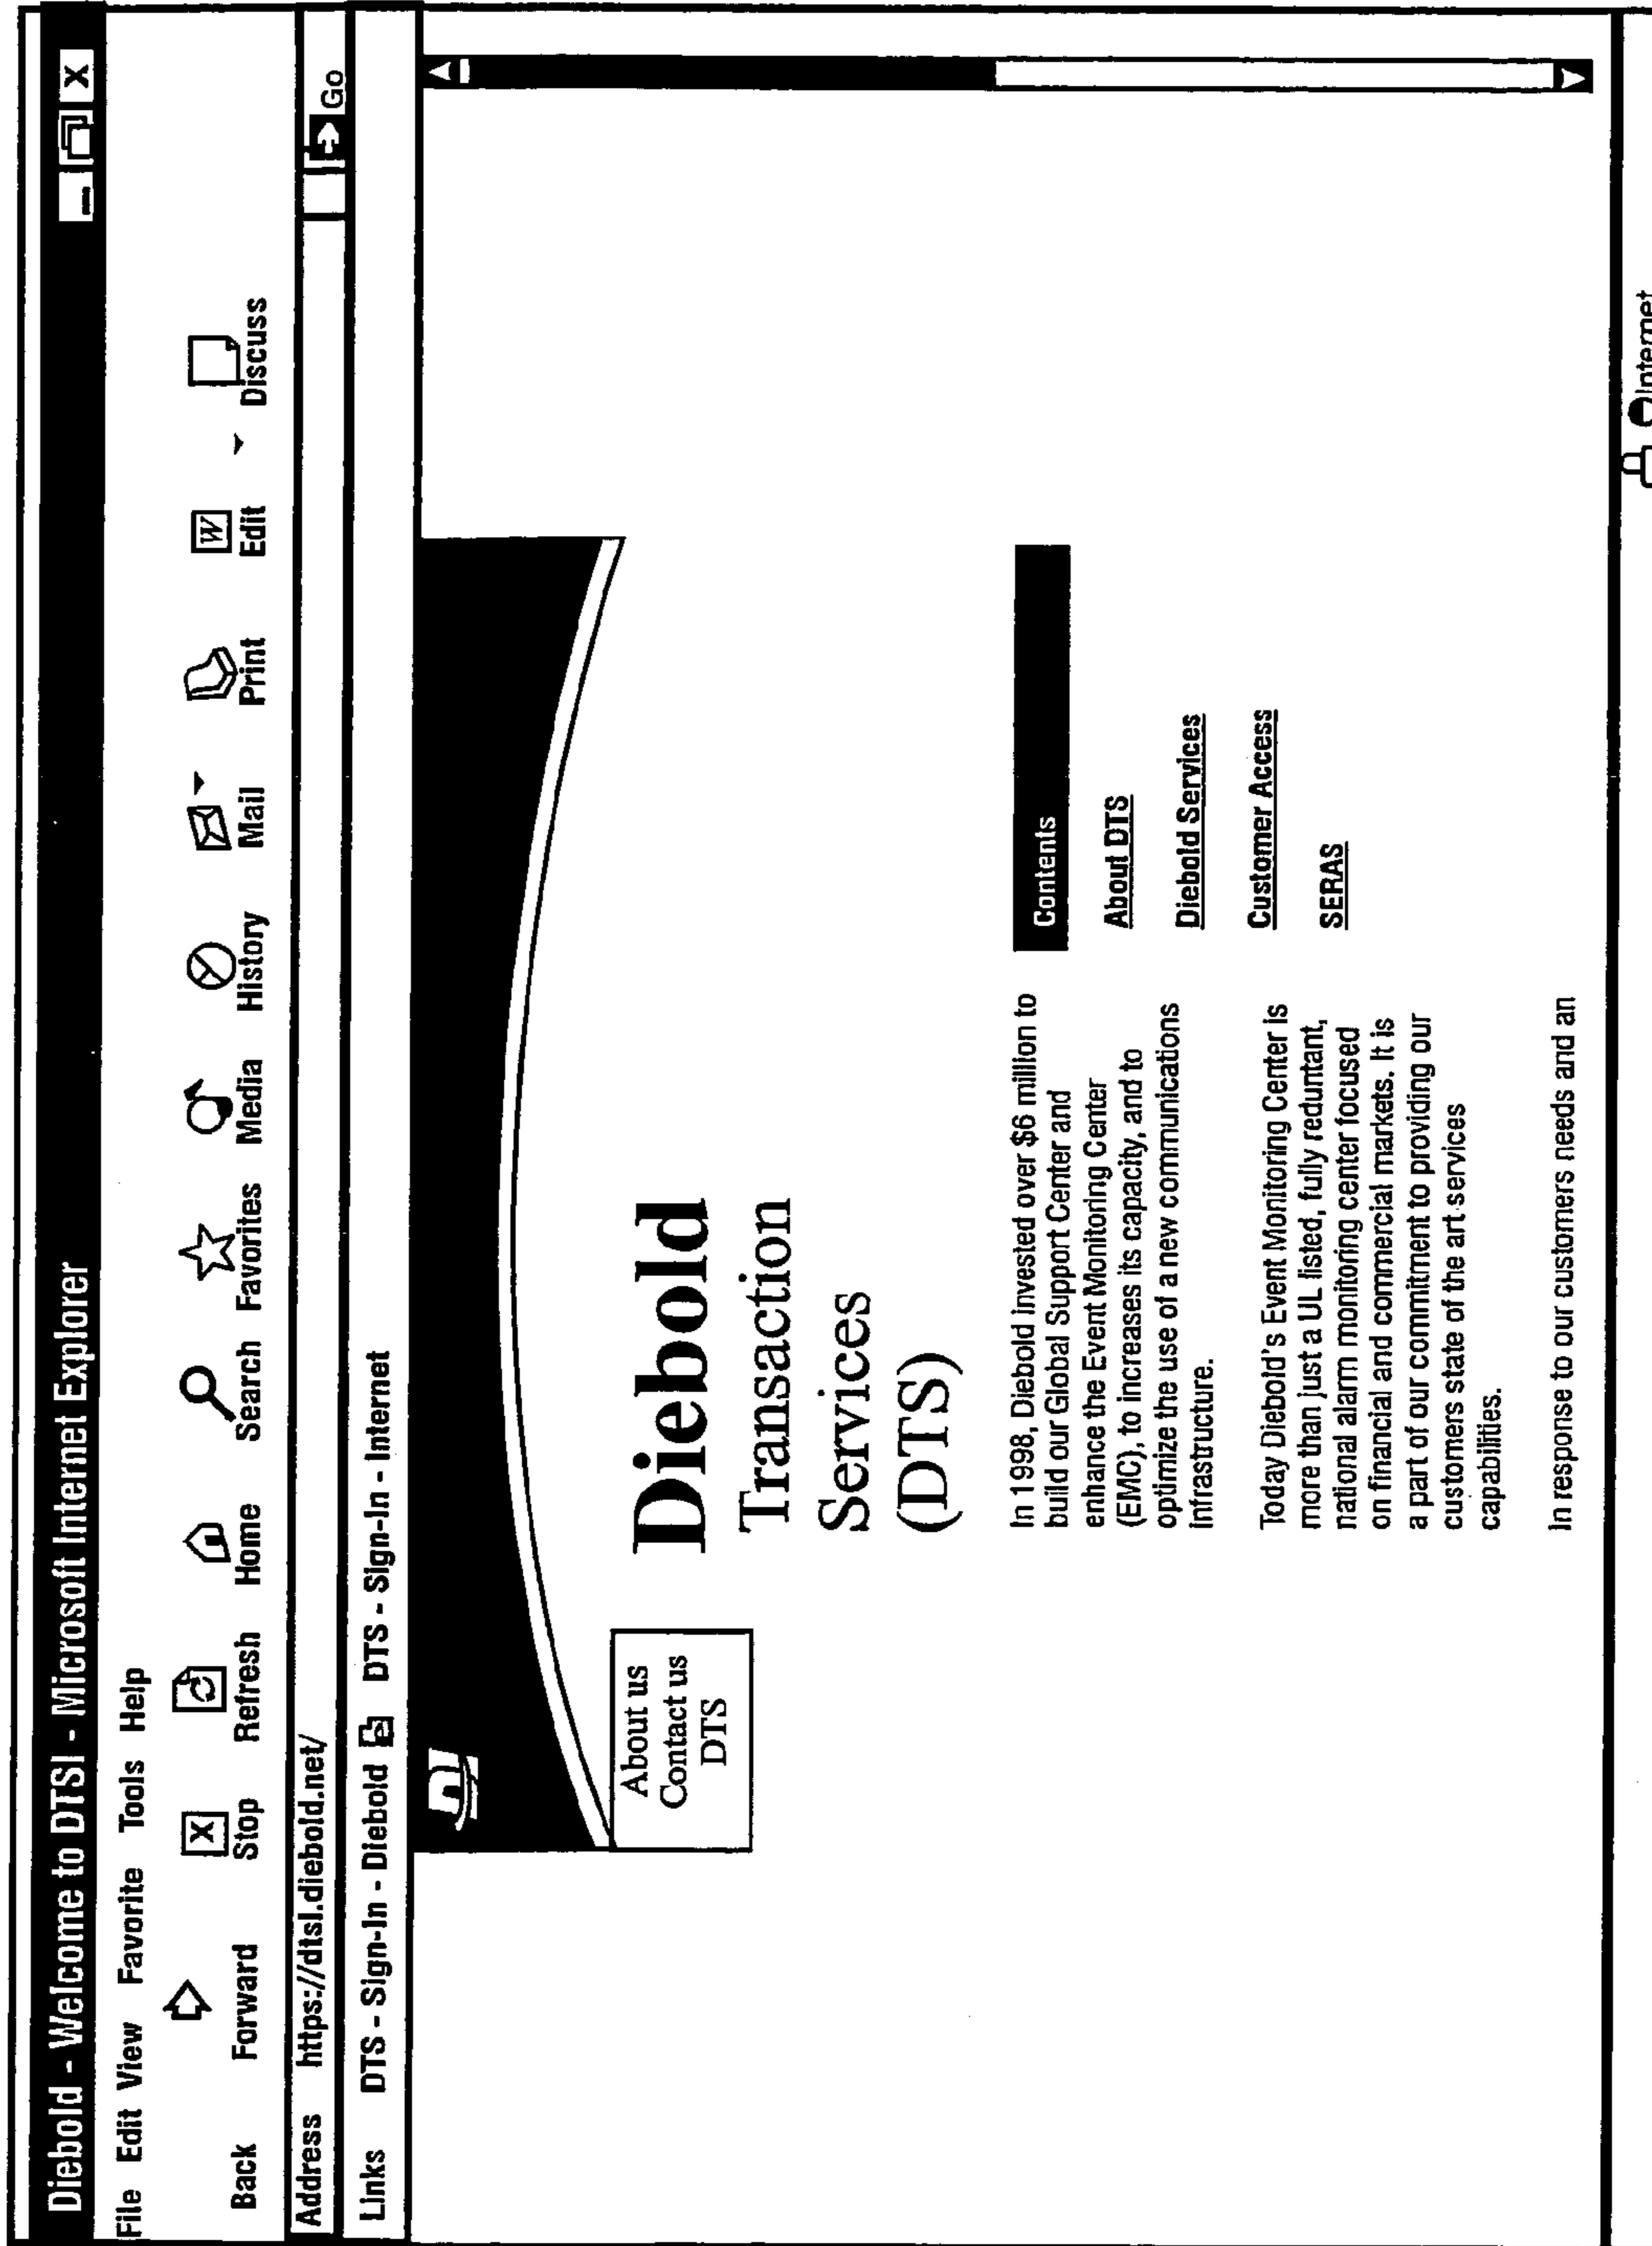 Diebold - Welcome to DTSI - Microsoft Internet Explorer
File Edit View Favorite Tools Help
Back Forward Stop Refresh Home Search Favorites Media History Mail Print Edit Discuss
Address https://dtsl.diebold.net/ Go
Links DTS - Sign-In - Diebold DTS - Sign-In - Internet
About us
Contact us
DTS
Diebold
Transaction
Services
(DTS)
In 1998, Diebold invested over $6 million to
build our Global Support Center and
enhance the Event Monitoring Center
(EMC), to increases its capacity, and to
optimize the use of a new communications
infrastructure.
Today Diebold's Event Monitoring Center is
more than just a UL listed, fully reduntant,
national alarm monitoring center focused
on financial and commercial markets. It is
a part of our commitment to providing our
customers state of the art services
capabilities.
In response to our customers needs and an
Contents
About DTS
Diebold Services
Customer Access
SERAS
Internet